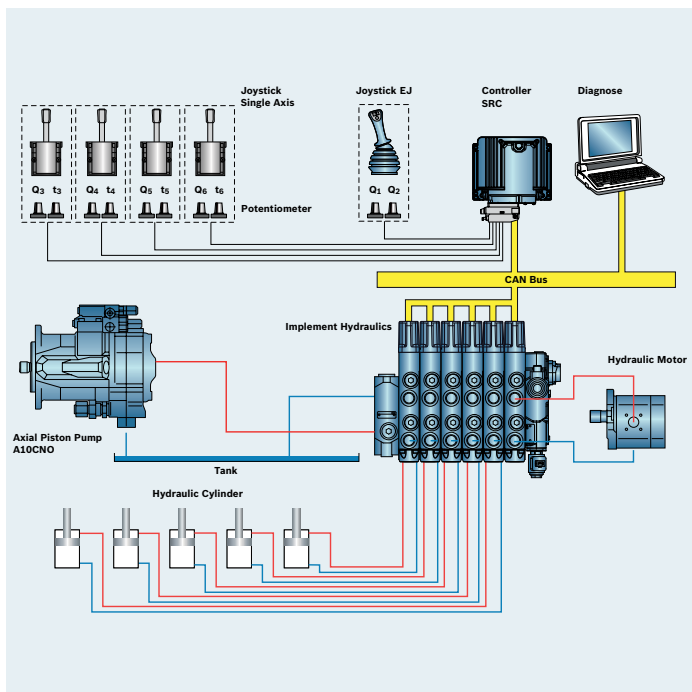 Joystick
Single Axis
Joystick EJ
Controller
SRC
Diagnose
Q3 t3
Q4 t4
Q5 t5
Q6 t6
Q1 Q2
Potentiometer
CAN Bus
Implement Hydraulics
Hydraulic Motor
Axial Piston Pump
A10CNO
Tank
Hydraulic Cylinder